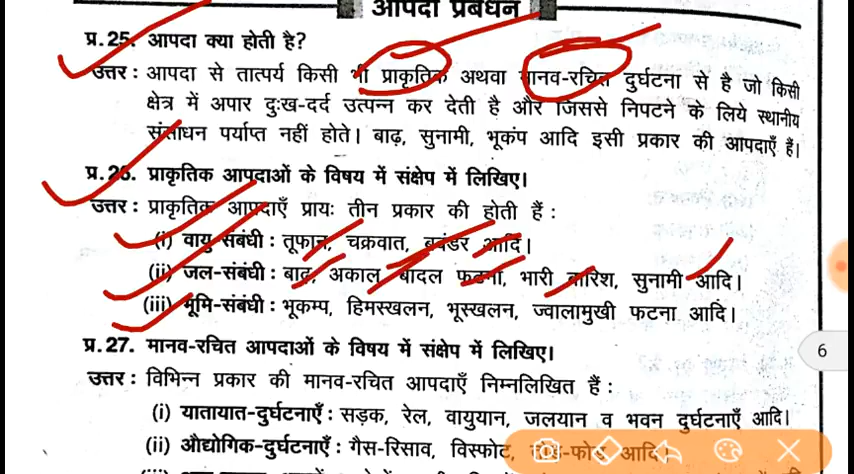 आपदा प्रबंधन
प्र.25. आपदा क्या होती है?
उत्तर : आपदा से तात्पर्य किसी भी प्राकृतिक अथवा मानव-रचित दुर्घटना से है जो किसी
क्षेत्र में अपार दुःख-दर्द उत्पन्न कर देती है और जिससे निपटने के लिये स्थानीय
संसाधन पर्याप्त नहीं होते। बाढ़, सुनामी, भूकंप आदि इसी प्रकार की आपदाएँ हैं।
प्र.26. प्राकृतिक आपदाओं के विषय में संक्षेप में लिखिए।
उत्तर : प्राकृतिक आपदाएँ प्रायः तीन प्रकार की होती हैं :
(i) वायु-संबंधी : तूफान, चक्रवात, बवंडर आदि।
(ii) जल-संबंधी : बाढ़, अकाल, बादल फटना, भारी बारिश, सुनामी आदि।
(iii) भूमि-संबंधी : भूकम्प, हिमस्खलन, भूस्खलन, ज्वालामुखी फटना आदि।
6
प्र.27. मानव-रचित आपदाओं के विषय में संक्षेप में लिखिए।
उत्तर : विभिन्न प्रकार की मानव-रचित आपदाएँ निम्नलिखित हैं :
(i) यातायात-दुर्घटनाएँ : सड़क, रेल, वायुयान, जलयान व भवन दुर्घटनाएँ आदि।
(ii) औद्योगिक-दुर्घटनाएँ : गैस-रिसाव, विस्फोट, तोड़-फोड़ आदि।